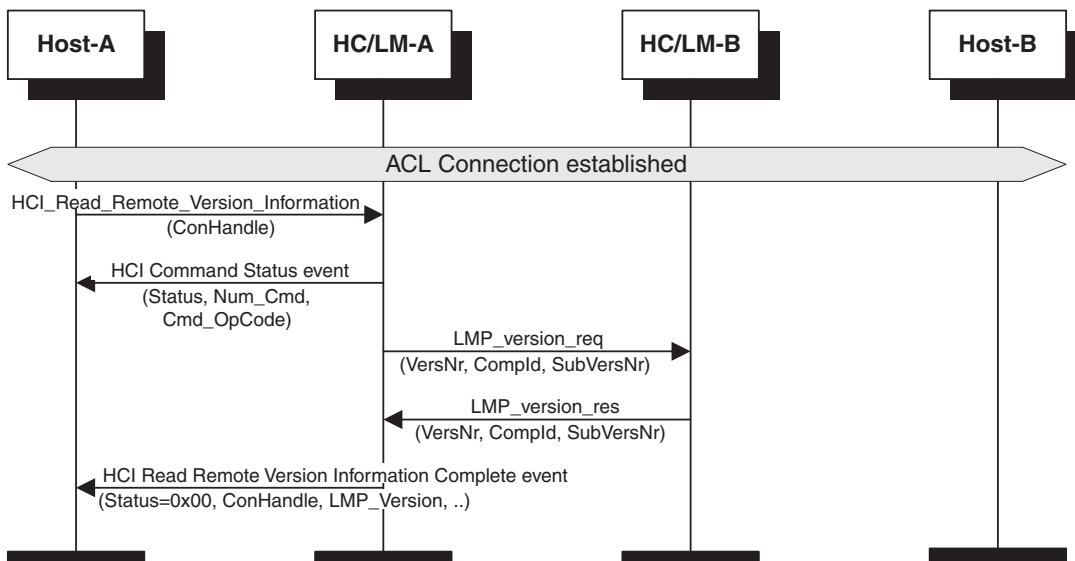 Host-A
HC/LM-A
HC/LM-B
Host-B
ACL Connection established
HCI_Read_Remote_Version_Information
(ConHandle)
HCI Command Status event
(Status, Num_Cmd,
Cmd_OpCode)
LMP_version_req
(VersNr, CompId, SubVersNr)
LMP_version_res
(VersNr, CompId, SubVersNr)
HCI Read Remote Version Information Complete event
(Status=0x00, ConHandle, LMP_Version, ..)